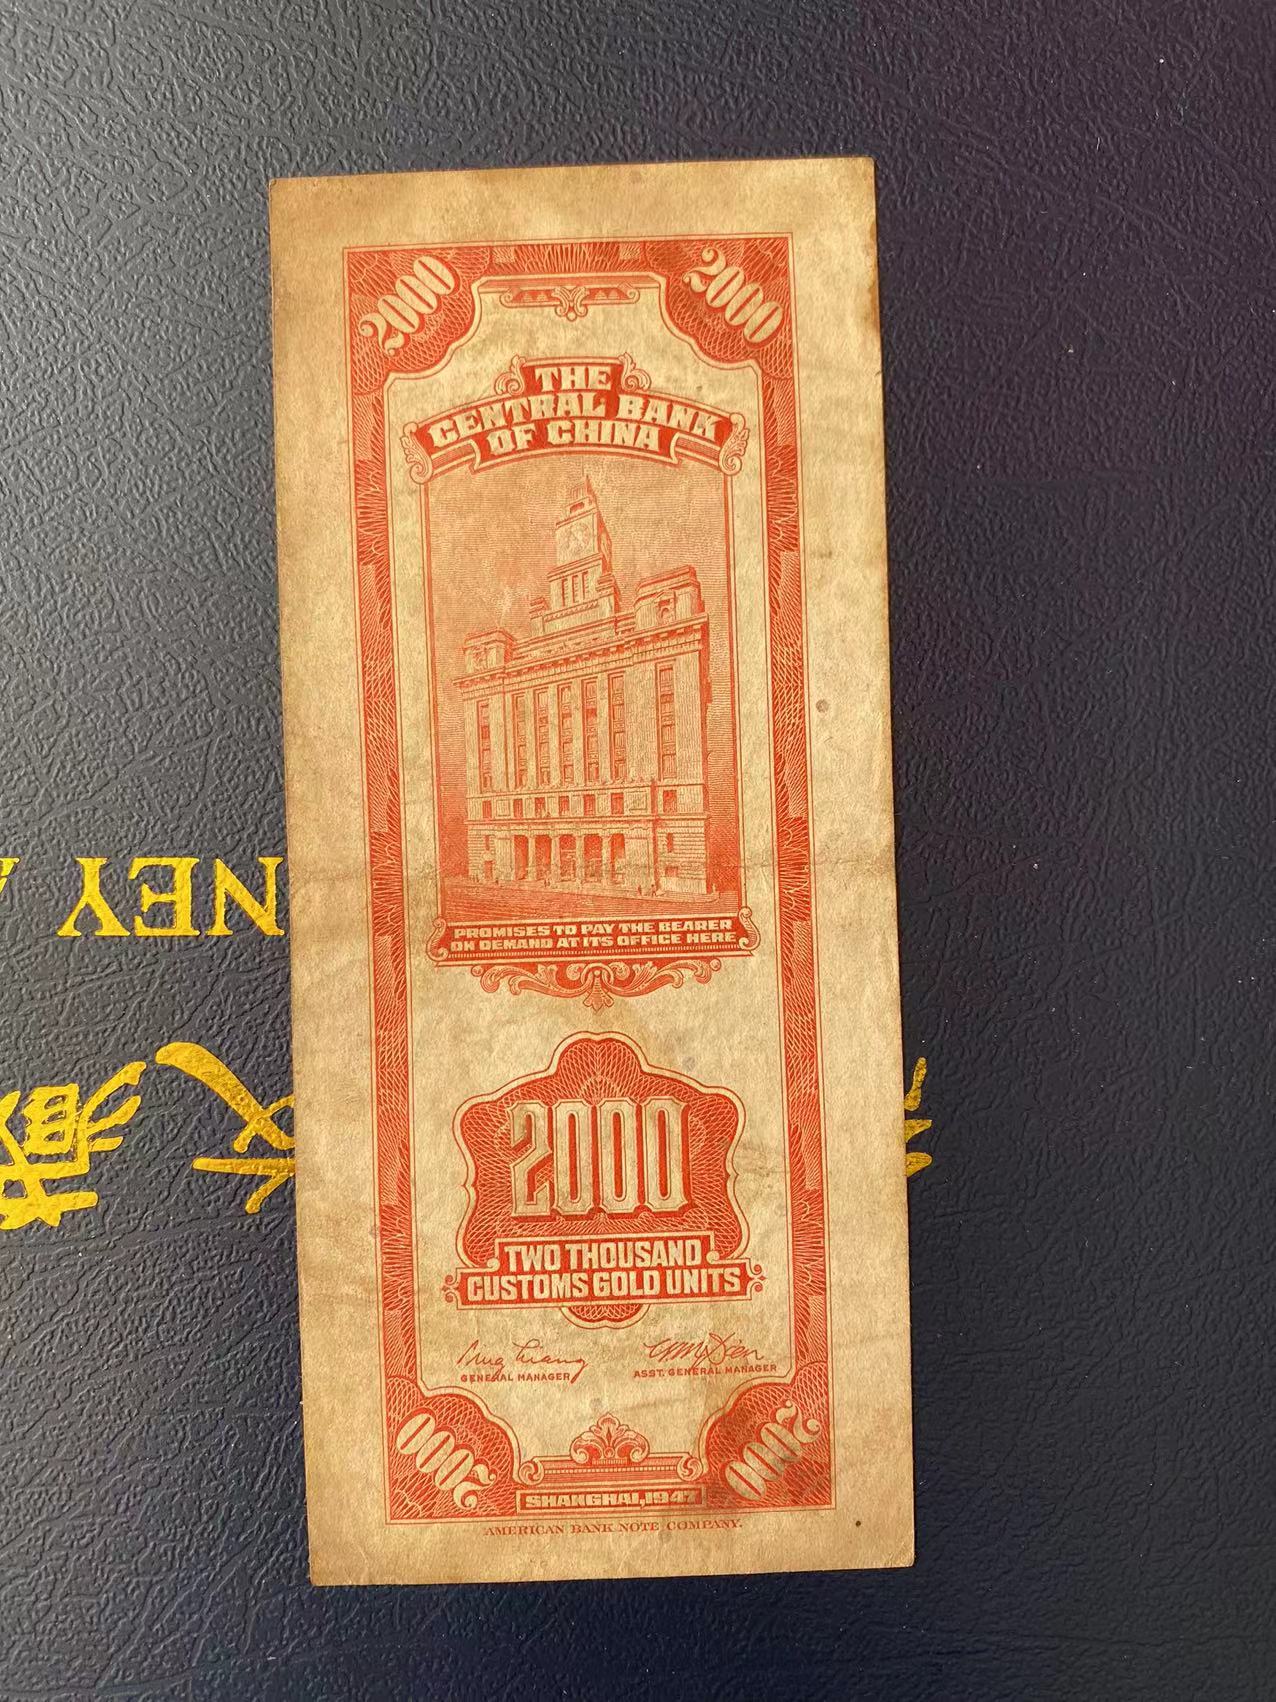 2000 2000
THE
CENTRAL BANK
OF CHINA
PROMISES TO PAY THE BEARER
ON DEMAND AT ITS OFFICE HERE
NEY A
2000
TWO THOUSAND
CUSTOMS GOLD UNITS
GENERAL MANAGER
ASST. GENERAL MANAGER
2000 2000
SHANGHAI, 1947
AMERICAN BANK NOTE COMPANY.